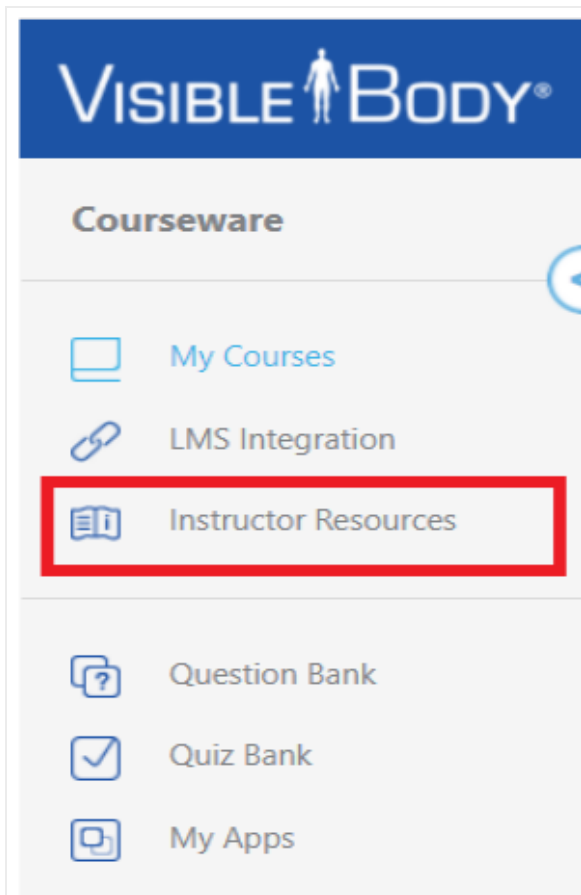 VISIBLE BODY®
Courseware
My Courses
LMS Integration
Instructor Resources
Question Bank
Quiz Bank
My Apps